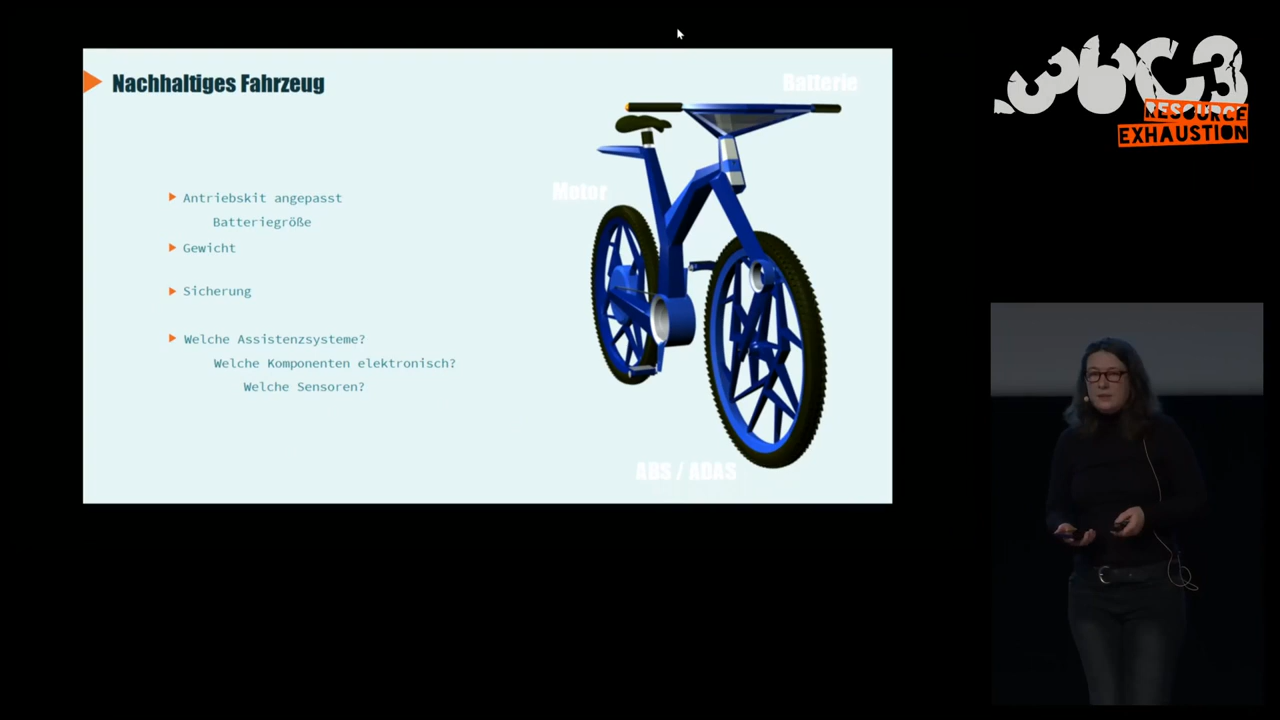 Nachhaltiges Fahrzeug
Batterie
Motor
Antriebskit angepasst
Batteriegröße
Gewicht
Sicherung
Welche Assistenzsysteme?
Welche Komponenten elektronisch?
Welche Sensoren?
ABS / ADAS
36C3
RESOURCE
EXHAUSTION